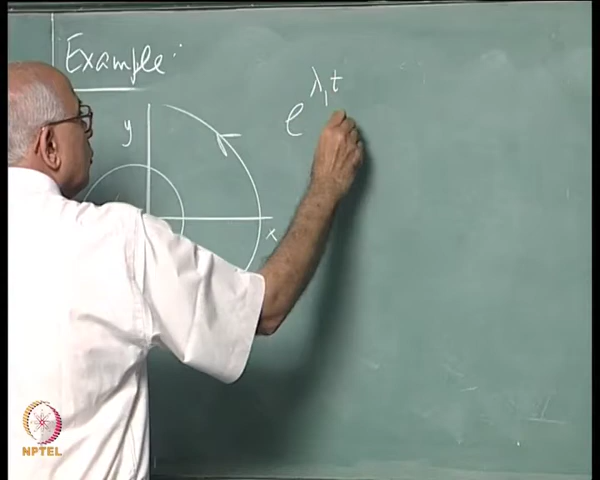 Example:
y
e^{λ₁t}
x
NPTEL